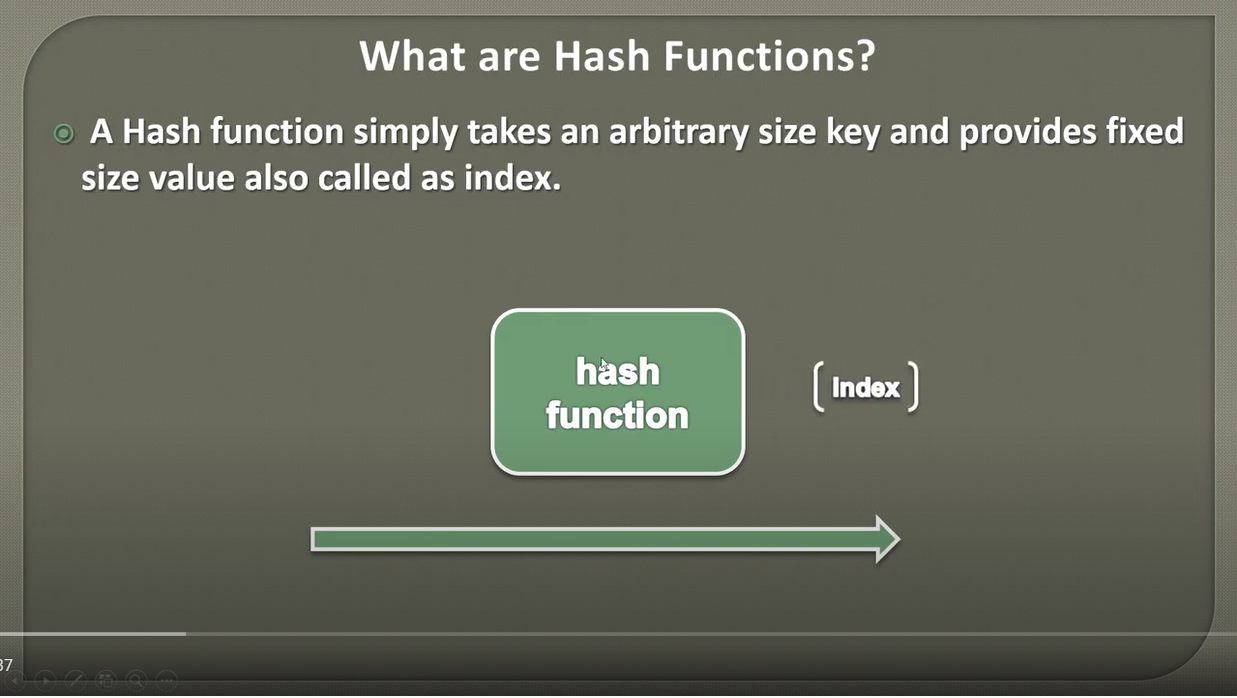 What are Hash Functions?
A Hash function simply takes an arbitrary size key and provides fixed
size value also called as index.
hash
function
index
37